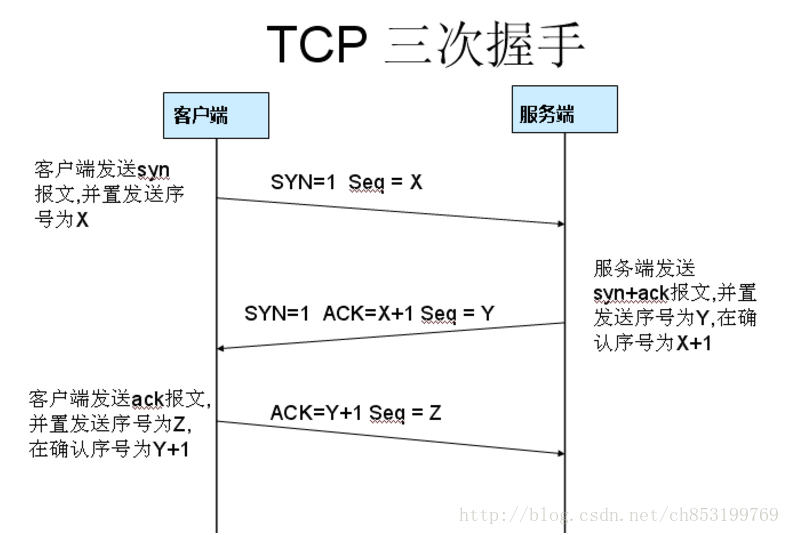 TCP 三次握手
客户端
服务端
客户端发送syn
报文,并置发送序
号为X
SYN=1 Seq = X
服务端发送
syn+ack报文,并置
发送序号为Y,在确
认序号为X+1
SYN=1 ACK=X+1 Seq = Y
客户端发送ack报文,
并置发送序号为Z,
在确认序号为Y+1
ACK=Y+1 Seq = Z
http://blog.csdn.net/ch853199769